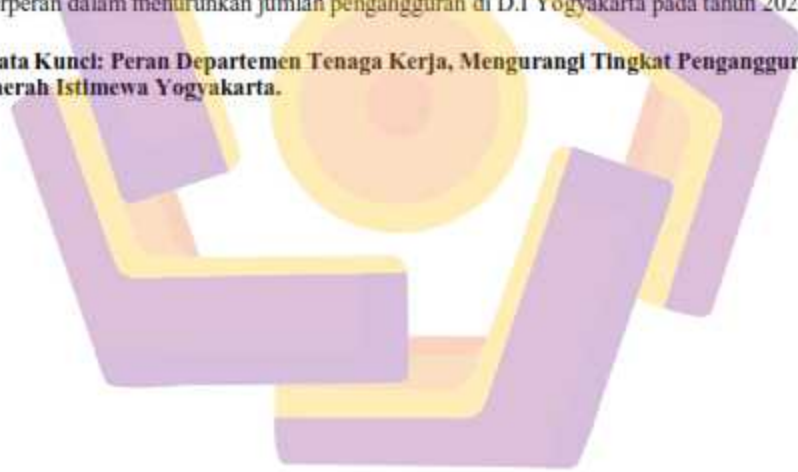 rperan dalam menurunkan jumlah pengangguran di D.I Yogyakarta pada tahun 202
ata Kunci: Peran Departemen Tenaga Kerja, Mengurangi Tingkat Penganggur
aerah Istimewa Yogyakarta.